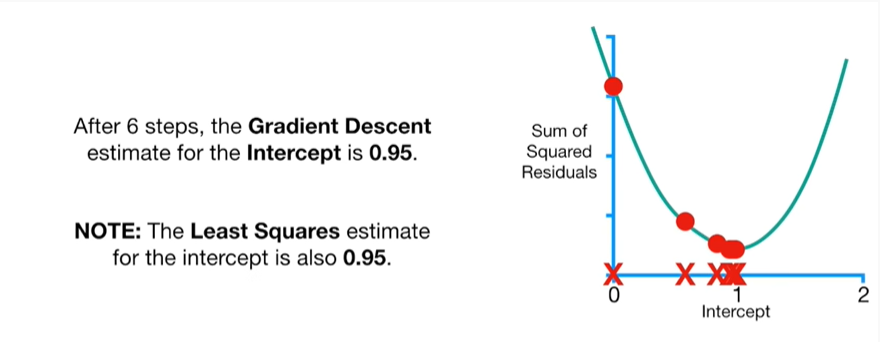 After 6 steps, the Gradient Descent
estimate for the Intercept is 0.95.
NOTE: The Least Squares estimate
for the intercept is also 0.95.
Sum of
Squared
Residuals
0
1
2
Intercept